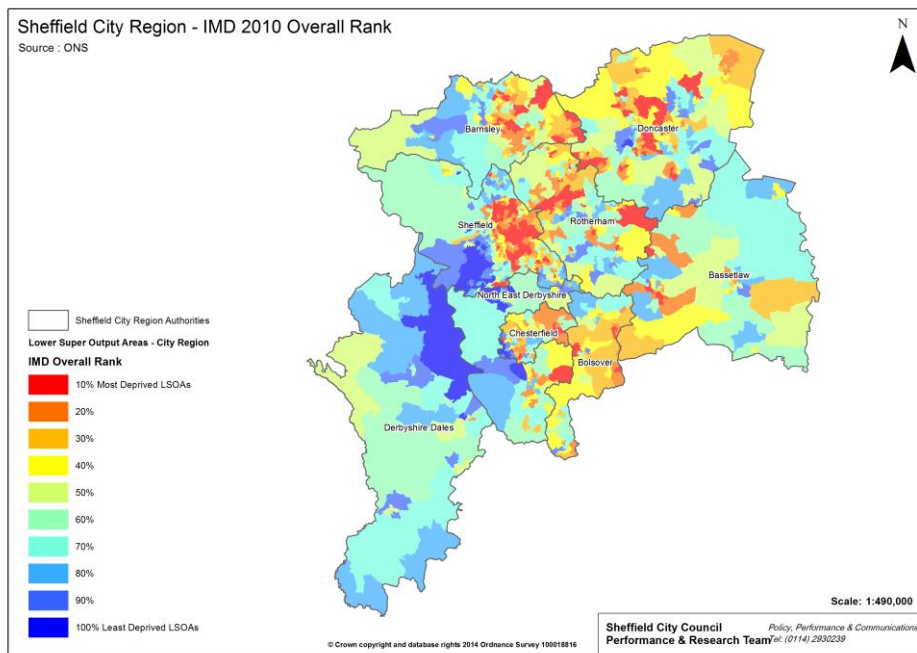 Sheffield City Region - IMD 2010 Overall Rank
Source : ONS
N
Barnsley
Doncaster
Sheffield
Rotherham
Bassetlaw
North East Derbyshire
Chesterfield
Bolsover
Derbyshire Dales
Sheffield City Region Authorities
Lower Super Output Areas - City Region
IMD Overall Rank
10% Most Deprived LSOAs
20%
30%
40%
50%
60%
70%
80%
90%
100% Least Deprived LSOAs
Scale: 1:490,000
© Crown copyright and database rights 2014 Ordnance Survey 100018816
Sheffield City Council Policy, Performance & Communications
Performance & Research Team Tel: (0114) 2930239